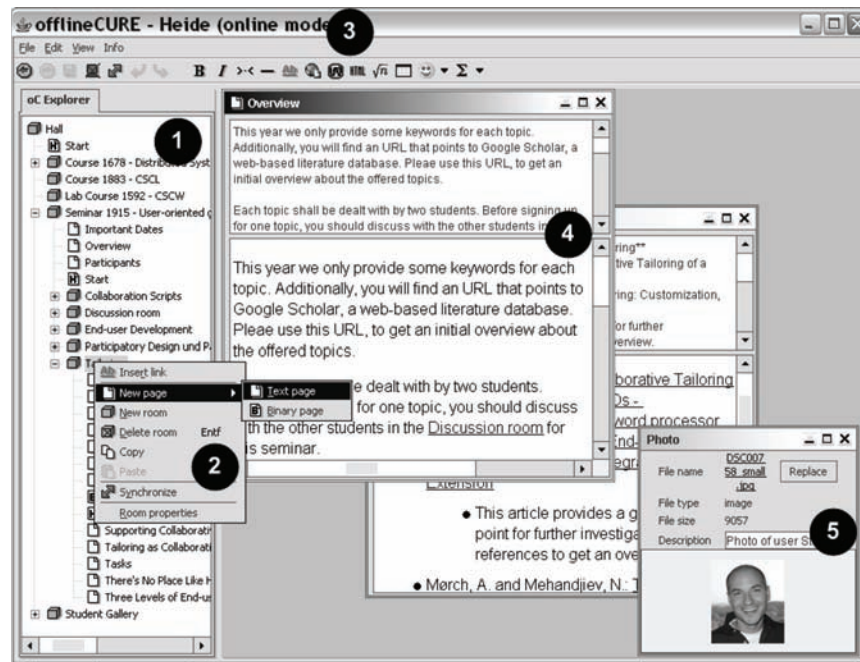 offlineCURE - Heide (online mode
3
File Edit View Info
B I HTML √n Σ
oC Explorer
1
Hall
Start
Course 1678 - Distributed Syst
Course 1883 - CSCL
Lab Course 1592 - CSCW
Seminar 1915 - User-oriented
Important Dates
Overview
Participants
Start
Collaboration Scripts
Discussion room
End-user Development
Participatory Design und P
Insert link
New page
New room
Delete room Entf
Copy
Paste
2
Synchronize
Room properties
Text page
Binary page
Supporting Collaborati
Tailoring as Collaborati
Tasks
There's No Place Like H
Three Levels of End-us
Student Gallery
Overview
This year we only provide some keywords for each topic.
Additionally, you will find an URL that points to Google Scholar, a
web-based literature database. Pleae use this URL, to get an
initial overview about the offered topics.
Each topic shall be dealt with by two students. Before signing up
for one topic, you should discuss with the other students in
4
This year we only provide some keywords for each
topic. Additionally, you will find an URL that points to
Google Scholar, a web-based literature database.
Pleae use this URL, to get an initial overview about
the offered topics.
e dealt with by two students.
for one topic, you should discuss
with the other students in the Discussion room for
is seminar.
ring**
tive Tailoring of a
ring: Customization,
or further
erview.
borative Tailoring
Ds -
word processor
End-
egra
Extension
This article provides a g
point for further investiga
references to get an ove
Mørch, A. and Mehandjiev, N.: T
Photo
File name DSC007 58_small .jpg Replace
File type image
File size 9057
Description Photo of user St
5